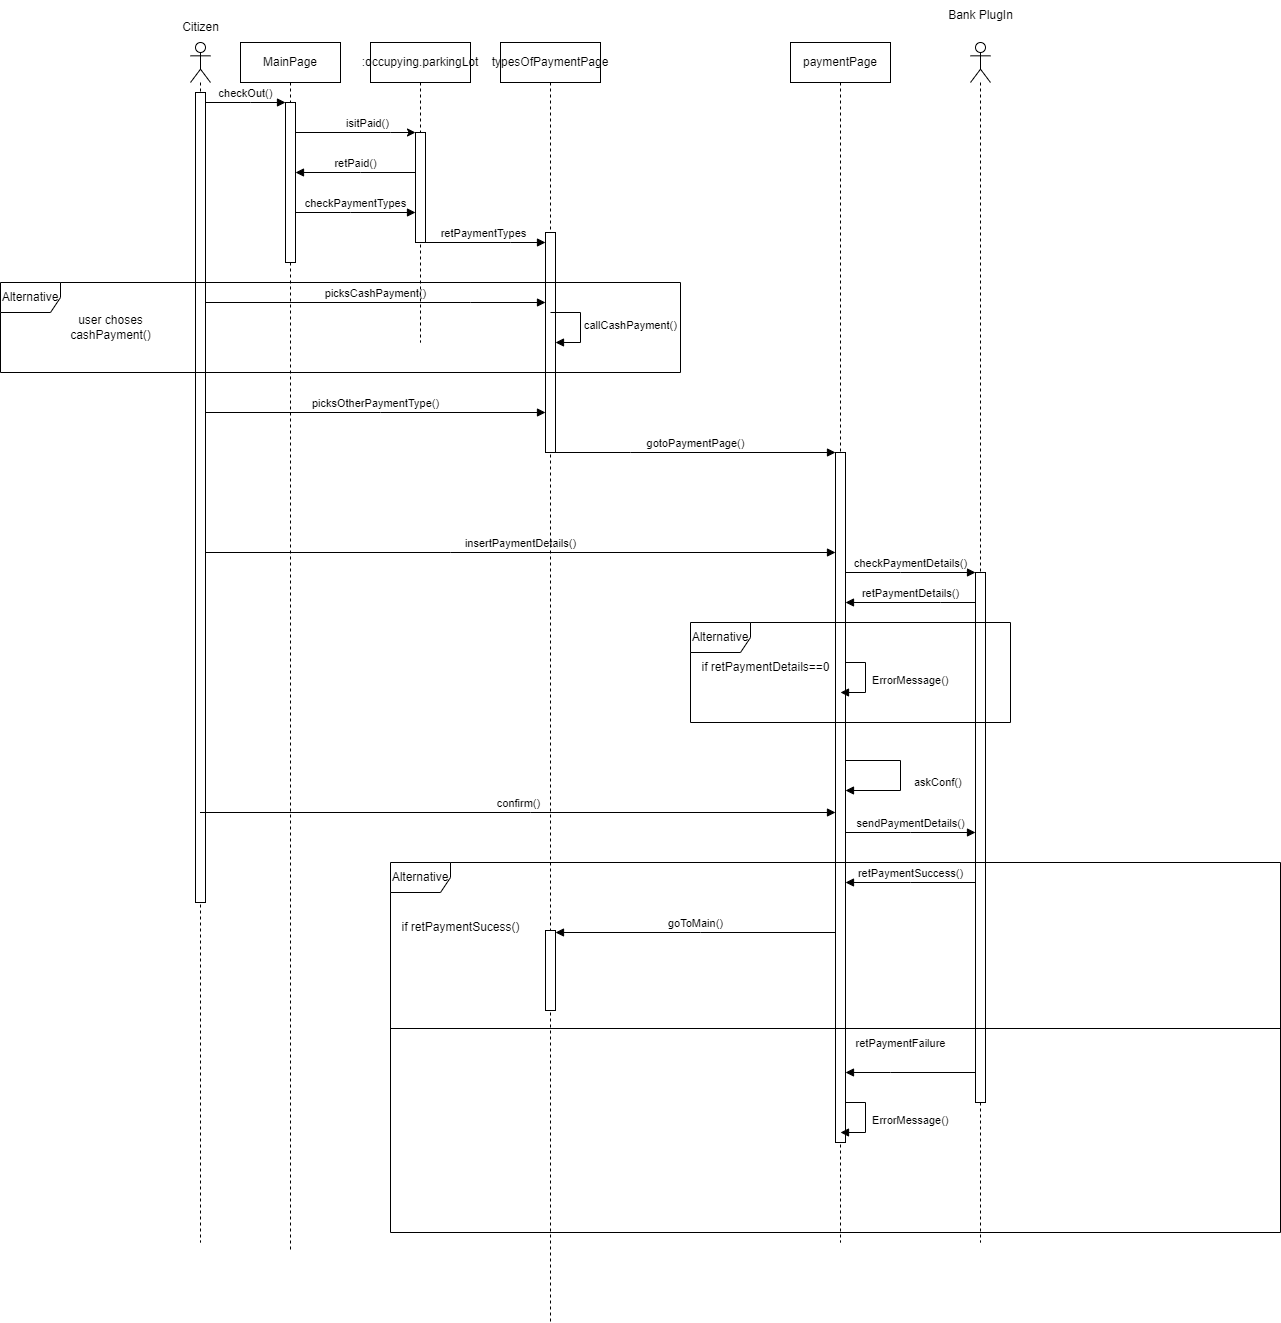 Bank PlugIn
Citizen
MainPage
:occupying.parkingLot
typesOfPaymentPage
paymentPage
checkOut()
isitPaid()
retPaid()
checkPaymentTypes
retPaymentTypes
Alternative
picksCashPayment()
user choses
cashPayment()
callCashPayment()
picksOtherPaymentType()
gotoPaymentPage()
insertPaymentDetails()
checkPaymentDetails()
retPaymentDetails()
Alternative
if retPaymentDetails==0
ErrorMessage()
askConf()
confirm()
sendPaymentDetails()
Alternative
retPaymentSuccess()
if retPaymentSucess()
goToMain()
retPaymentFailure
ErrorMessage()